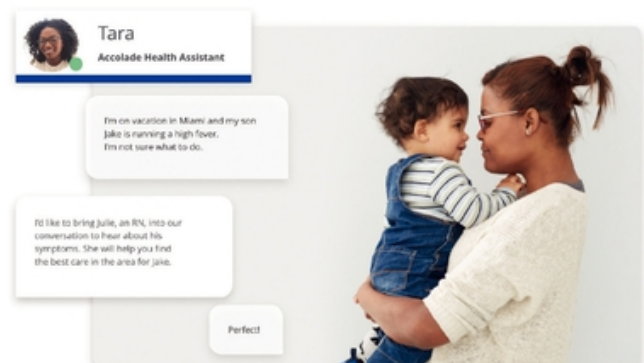 Tara
Accolade Health Assistant
I'm on vacation in Miami and my son
Jake is running a high fever.
I'm not sure what to do.
I'd like to bring Julie, an RN, into our
conversation to hear about his
symptoms. She will help you find
the best care in the area for Jake.
Perfect!